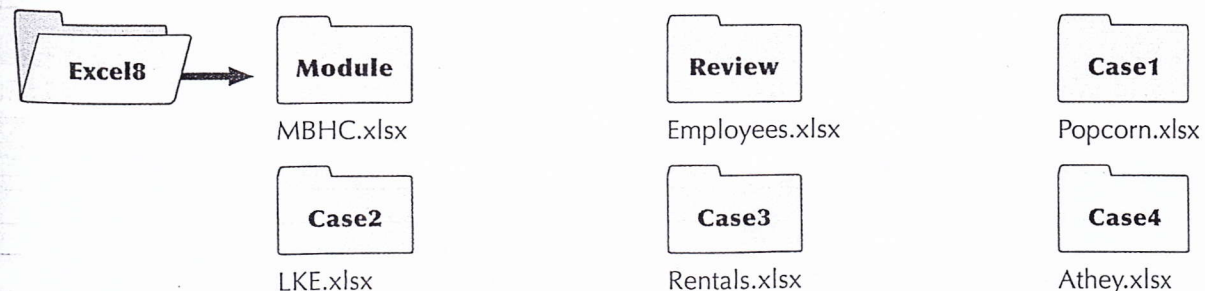 Excel8
Module
Review
Case1
MBHC.xlsx
Employees.xlsx
Popcorn.xlsx
Case2
Case3
Case4
LKE.xlsx
Rentals.xlsx
Athey.xlsx